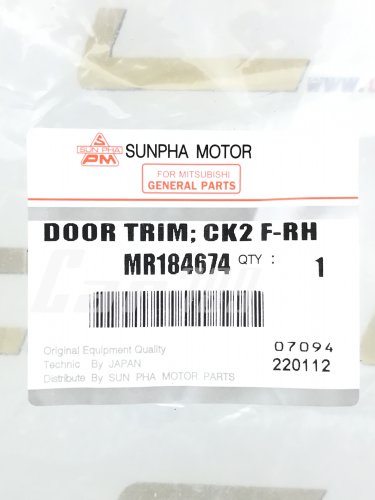 S
SUN PHA
PM
SUNPHA MOTOR
FOR MITSUBISHI
GENERAL PARTS
DOOR TRIM; CK2 F-RH
MR184674 QTY : 1
07094
Original Equipment Quality
Technic By JAPAN
220112
Distribute By SUN PHA MOTOR PARTS